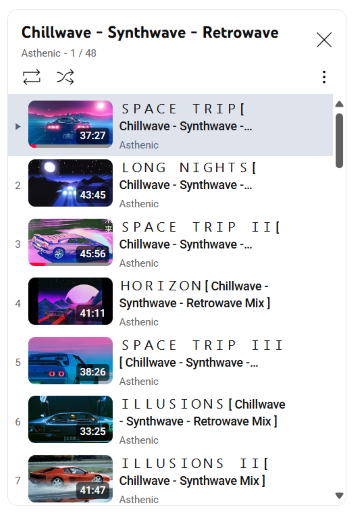 Chillwave - Synthwave - Retrowave
Asthenic - 1 / 48
37:27
S P A C E  T R I P [
Chillwave - Synthwave -...
Asthenic
2
43:45
L O N G  N I G H T S [
Chillwave - Synthwave -...
Asthenic
3
45:56
S P A C E  T R I P  I I [
Chillwave - Synthwave -...
Asthenic
4
41:11
H O R I Z O N [ Chillwave -
Synthwave - Retrowave Mix ]
Asthenic
5
38:26
S P A C E  T R I P  I I I
[ Chillwave - Synthwave -...
Asthenic
6
33:25
I L L U S I O N S [ Chillwave
- Synthwave - Retrowave Mix ]
Asthenic
7
41:47
I L L U S I O N S  I I [
Chillwave - Synthwave Mix ]
Asthenic